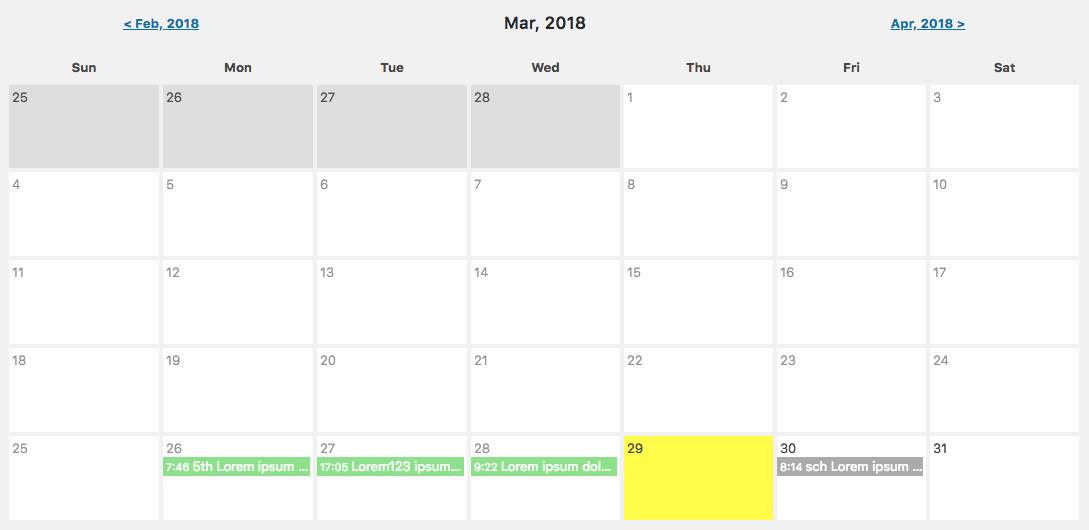 < Feb, 2018 Mar, 2018 Apr, 2018 >
Sun Mon Tue Wed Thu Fri Sat
25 26 27 28 1 2 3
4 5 6 7 8 9 10
11 12 13 14 15 16 17
18 19 20 21 22 23 24
25 26 27 28 29 30 31
7:46 5th Lorem ipsum ... 17:05 Lorem123 ipsum... 9:22 Lorem ipsum dol... 8:14 sch Lorem ipsum ...